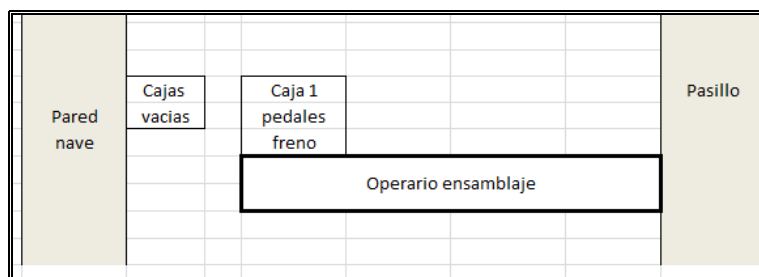 Pared
nave
Cajas
vacias
Caja 1
pedales
freno
Operario ensamblaje
Pasillo